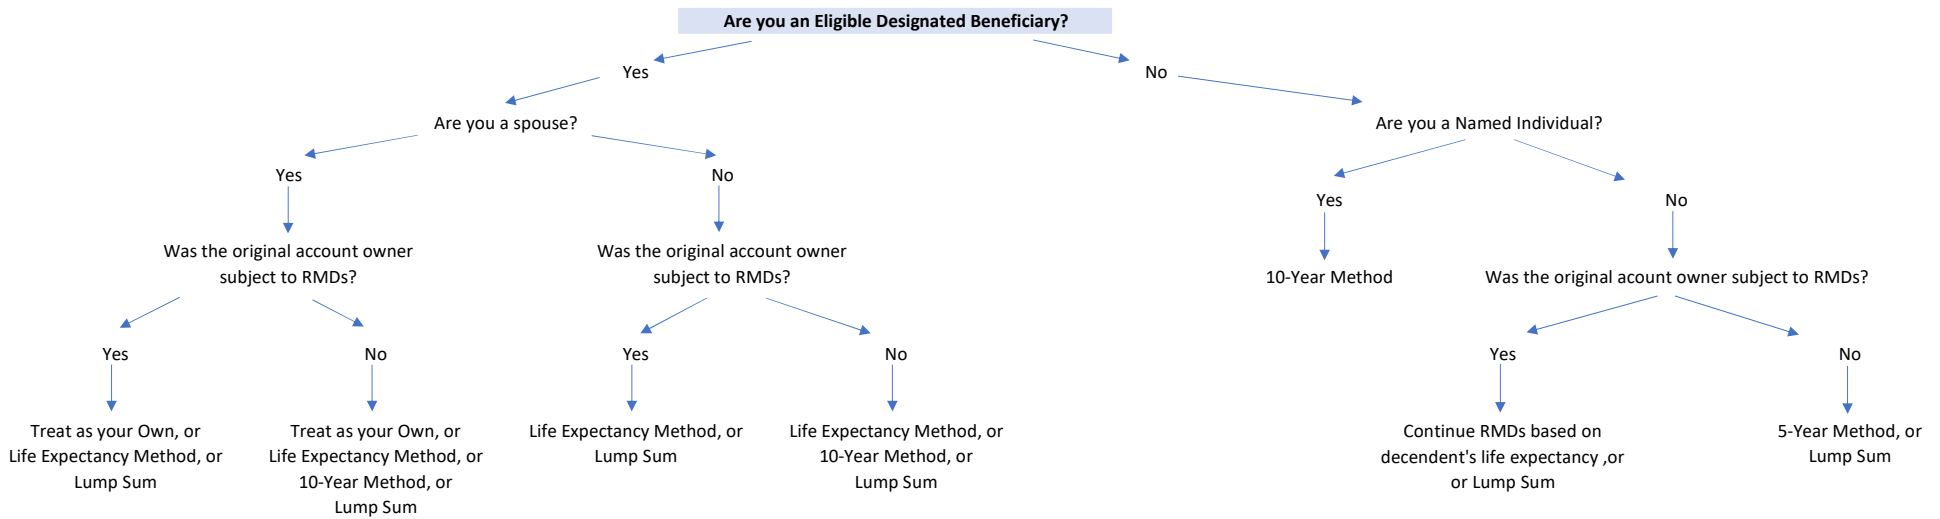 Are you an Eligible Designated Beneficiary?
Yes
No
Are you a spouse?
Are you a Named Individual?
Yes
No
Yes
No
Was the original account owner
subject to RMDs?
Was the original account owner
subject to RMDs?
10-Year Method
Was the original acount owner subject to RMDs?
Yes
No
Yes
No
Yes
No
Treat as your Own, or
Life Expectancy Method, or
Lump Sum
Treat as your Own, or
Life Expectancy Method, or
10-Year Method, or
Lump Sum
Life Expectancy Method, or
Lump Sum
Life Expectancy Method, or
10-Year Method, or
Lump Sum
Continue RMDs based on
decendent's life expectancy ,or
or Lump Sum
5-Year Method, or
Lump Sum